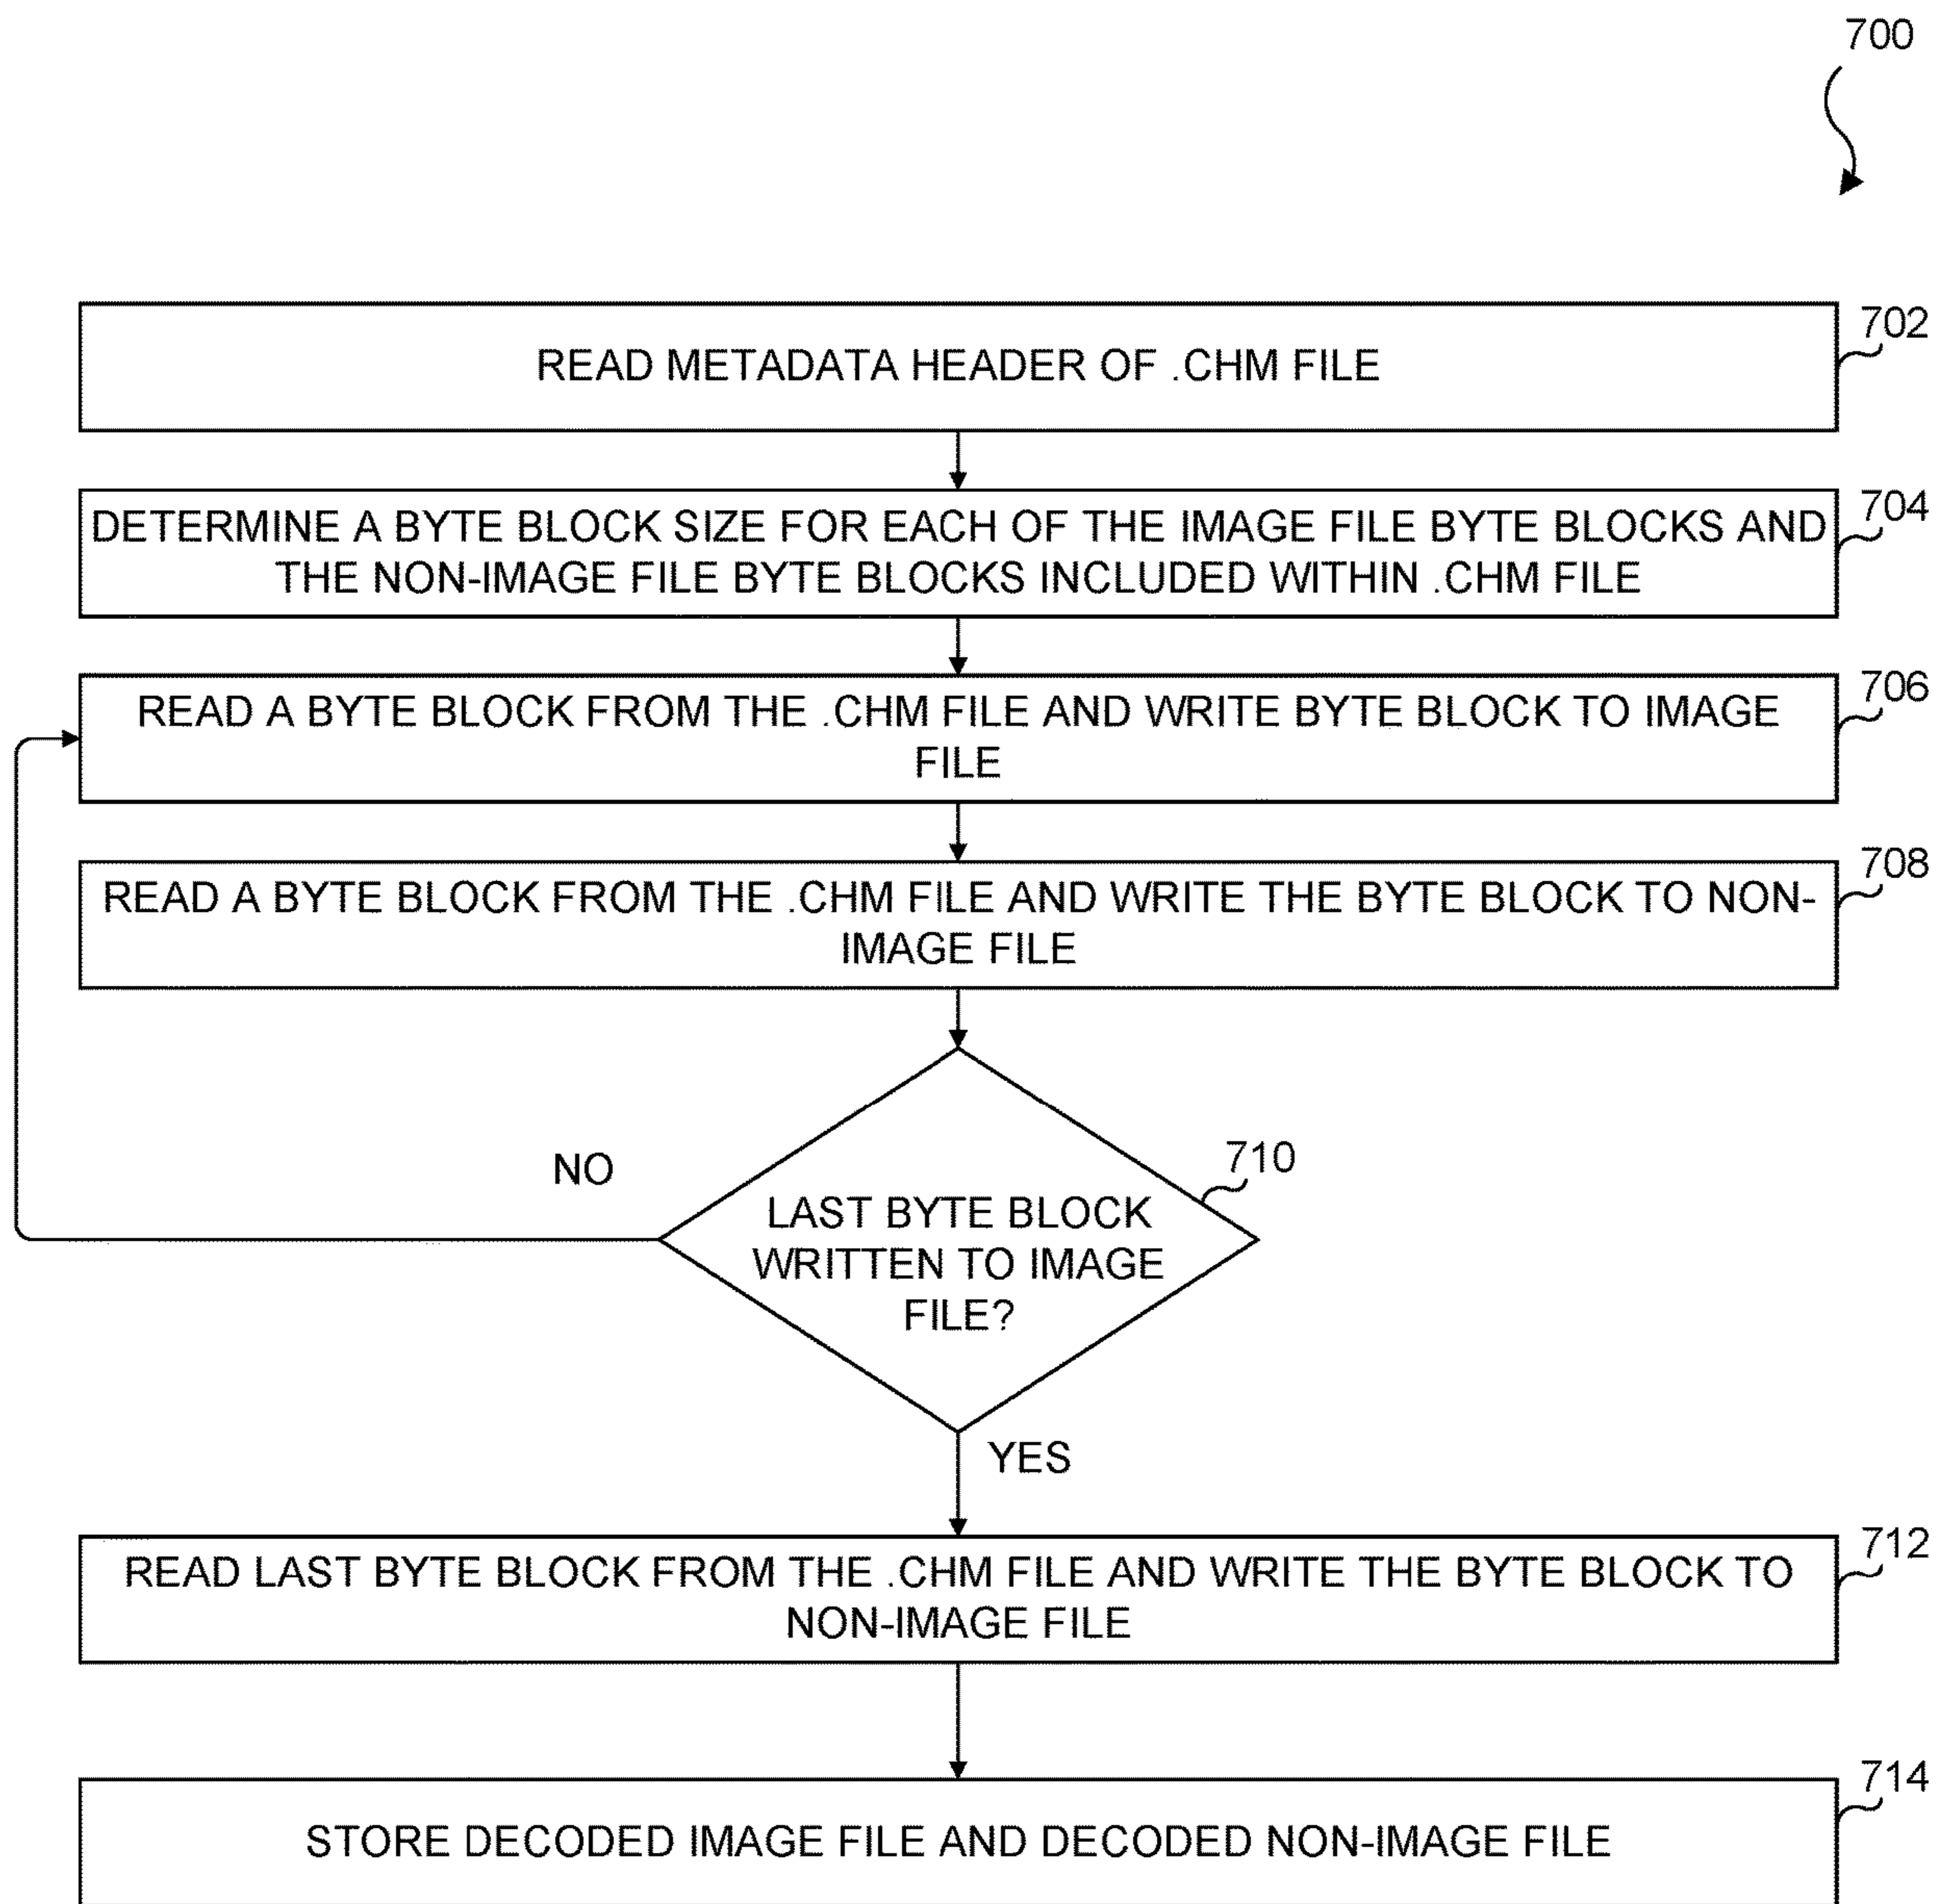 700
702
READ METADATA HEADER OF .CHM FILE
704
DETERMINE A BYTE BLOCK SIZE FOR EACH OF THE IMAGE FILE BYTE BLOCKS AND
THE NON-IMAGE FILE BYTE BLOCKS INCLUDED WITHIN .CHM FILE
706
READ A BYTE BLOCK FROM THE .CHM FILE AND WRITE BYTE BLOCK TO IMAGE
FILE
708
READ A BYTE BLOCK FROM THE .CHM FILE AND WRITE THE BYTE BLOCK TO NON-
IMAGE FILE
NO
710
LAST BYTE BLOCK
WRITTEN TO IMAGE
FILE?
YES
712
READ LAST BYTE BLOCK FROM THE .CHM FILE AND WRITE THE BYTE BLOCK TO
NON-IMAGE FILE
714
STORE DECODED IMAGE FILE AND DECODED NON-IMAGE FILE